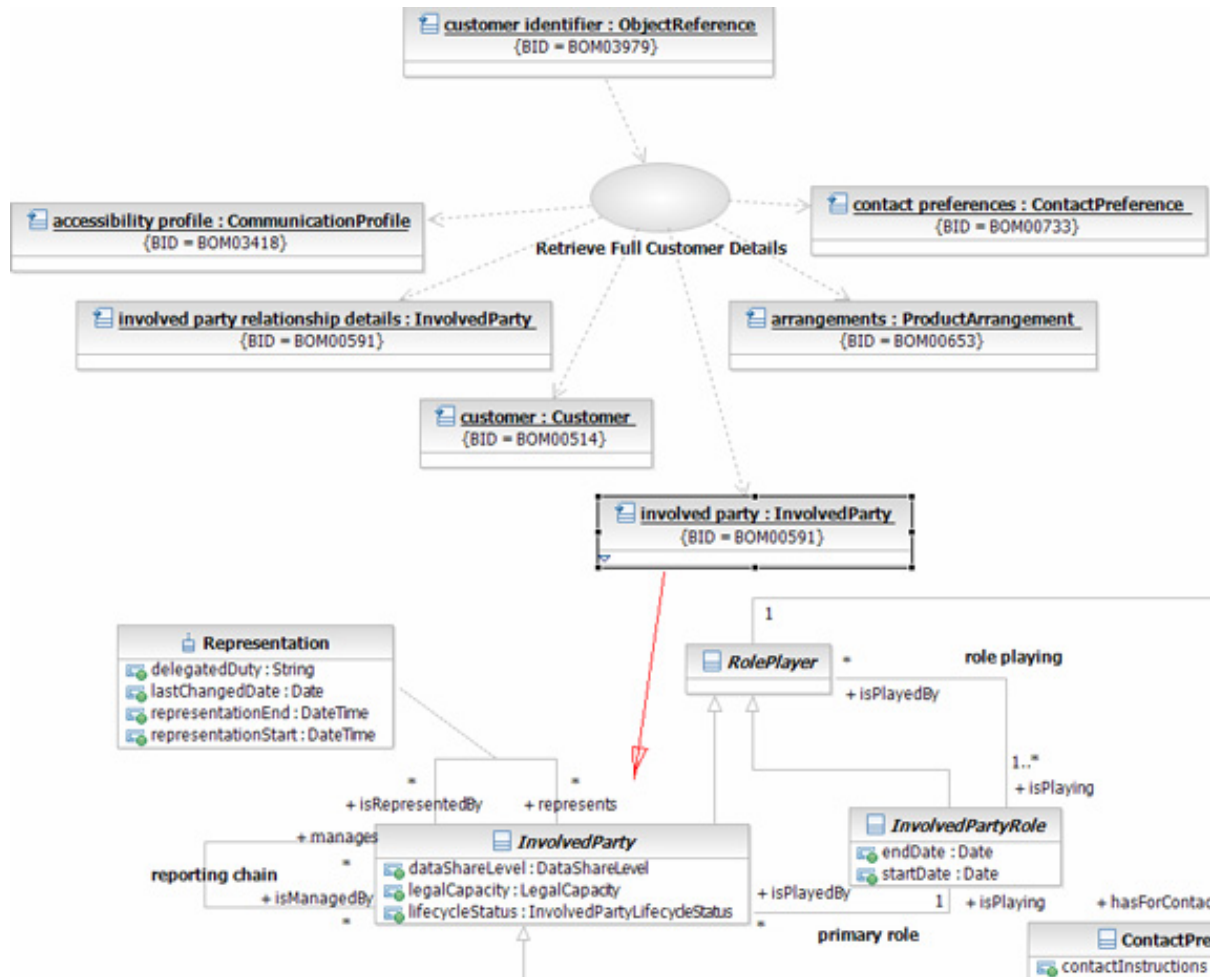 customer identifier : ObjectReference
{BID = BOM03979}
accessibility profile : CommunicationProfile
{BID = BOM03418}
contact preferences : ContactPreference
{BID = BOM00733}
Retrieve Full Customer Details
involved party relationship details : InvolvedParty
{BID = BOM00591}
arrangements : ProductArrangement
{BID = BOM00653}
customer : Customer
{BID = BOM00514}
involved party : InvolvedParty
{BID = BOM00591}
Representation
delegatedDuty : String
lastChangedDate : Date
representationEnd : DateTime
representationStart : DateTime
1
RolePlayer
*
role playing
+ isPlayedBy
1..*
+ isPlaying
*
*
+ isRepresentedBy
+ represents
+ manages
*
reporting chain
+ isManagedBy
*
InvolvedParty
dataShareLevel : DataShareLevel
legalCapacity : LegalCapacity
lifecycleStatus : InvolvedPartyLifecycleStatus
InvolvedPartyRole
endDate : Date
startDate : Date
+ isPlayedBy
*
1
+ isPlaying
primary role
+ hasForContac
ContactPre
contactInstructions